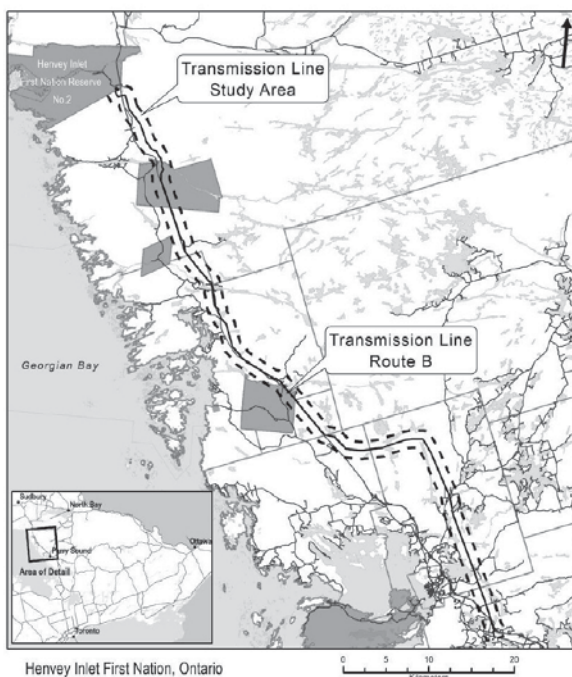 Henvey Inlet
First Nation Reserve
No.2
Transmission Line
Study Area
Transmission Line
Route B
Georgian Bay
Sudbury
North Bay
Parry Sound
Ottawa
Area of Detail
Toronto
Henvey Inlet First Nation, Ontario
0 5 10 20
Kilometers